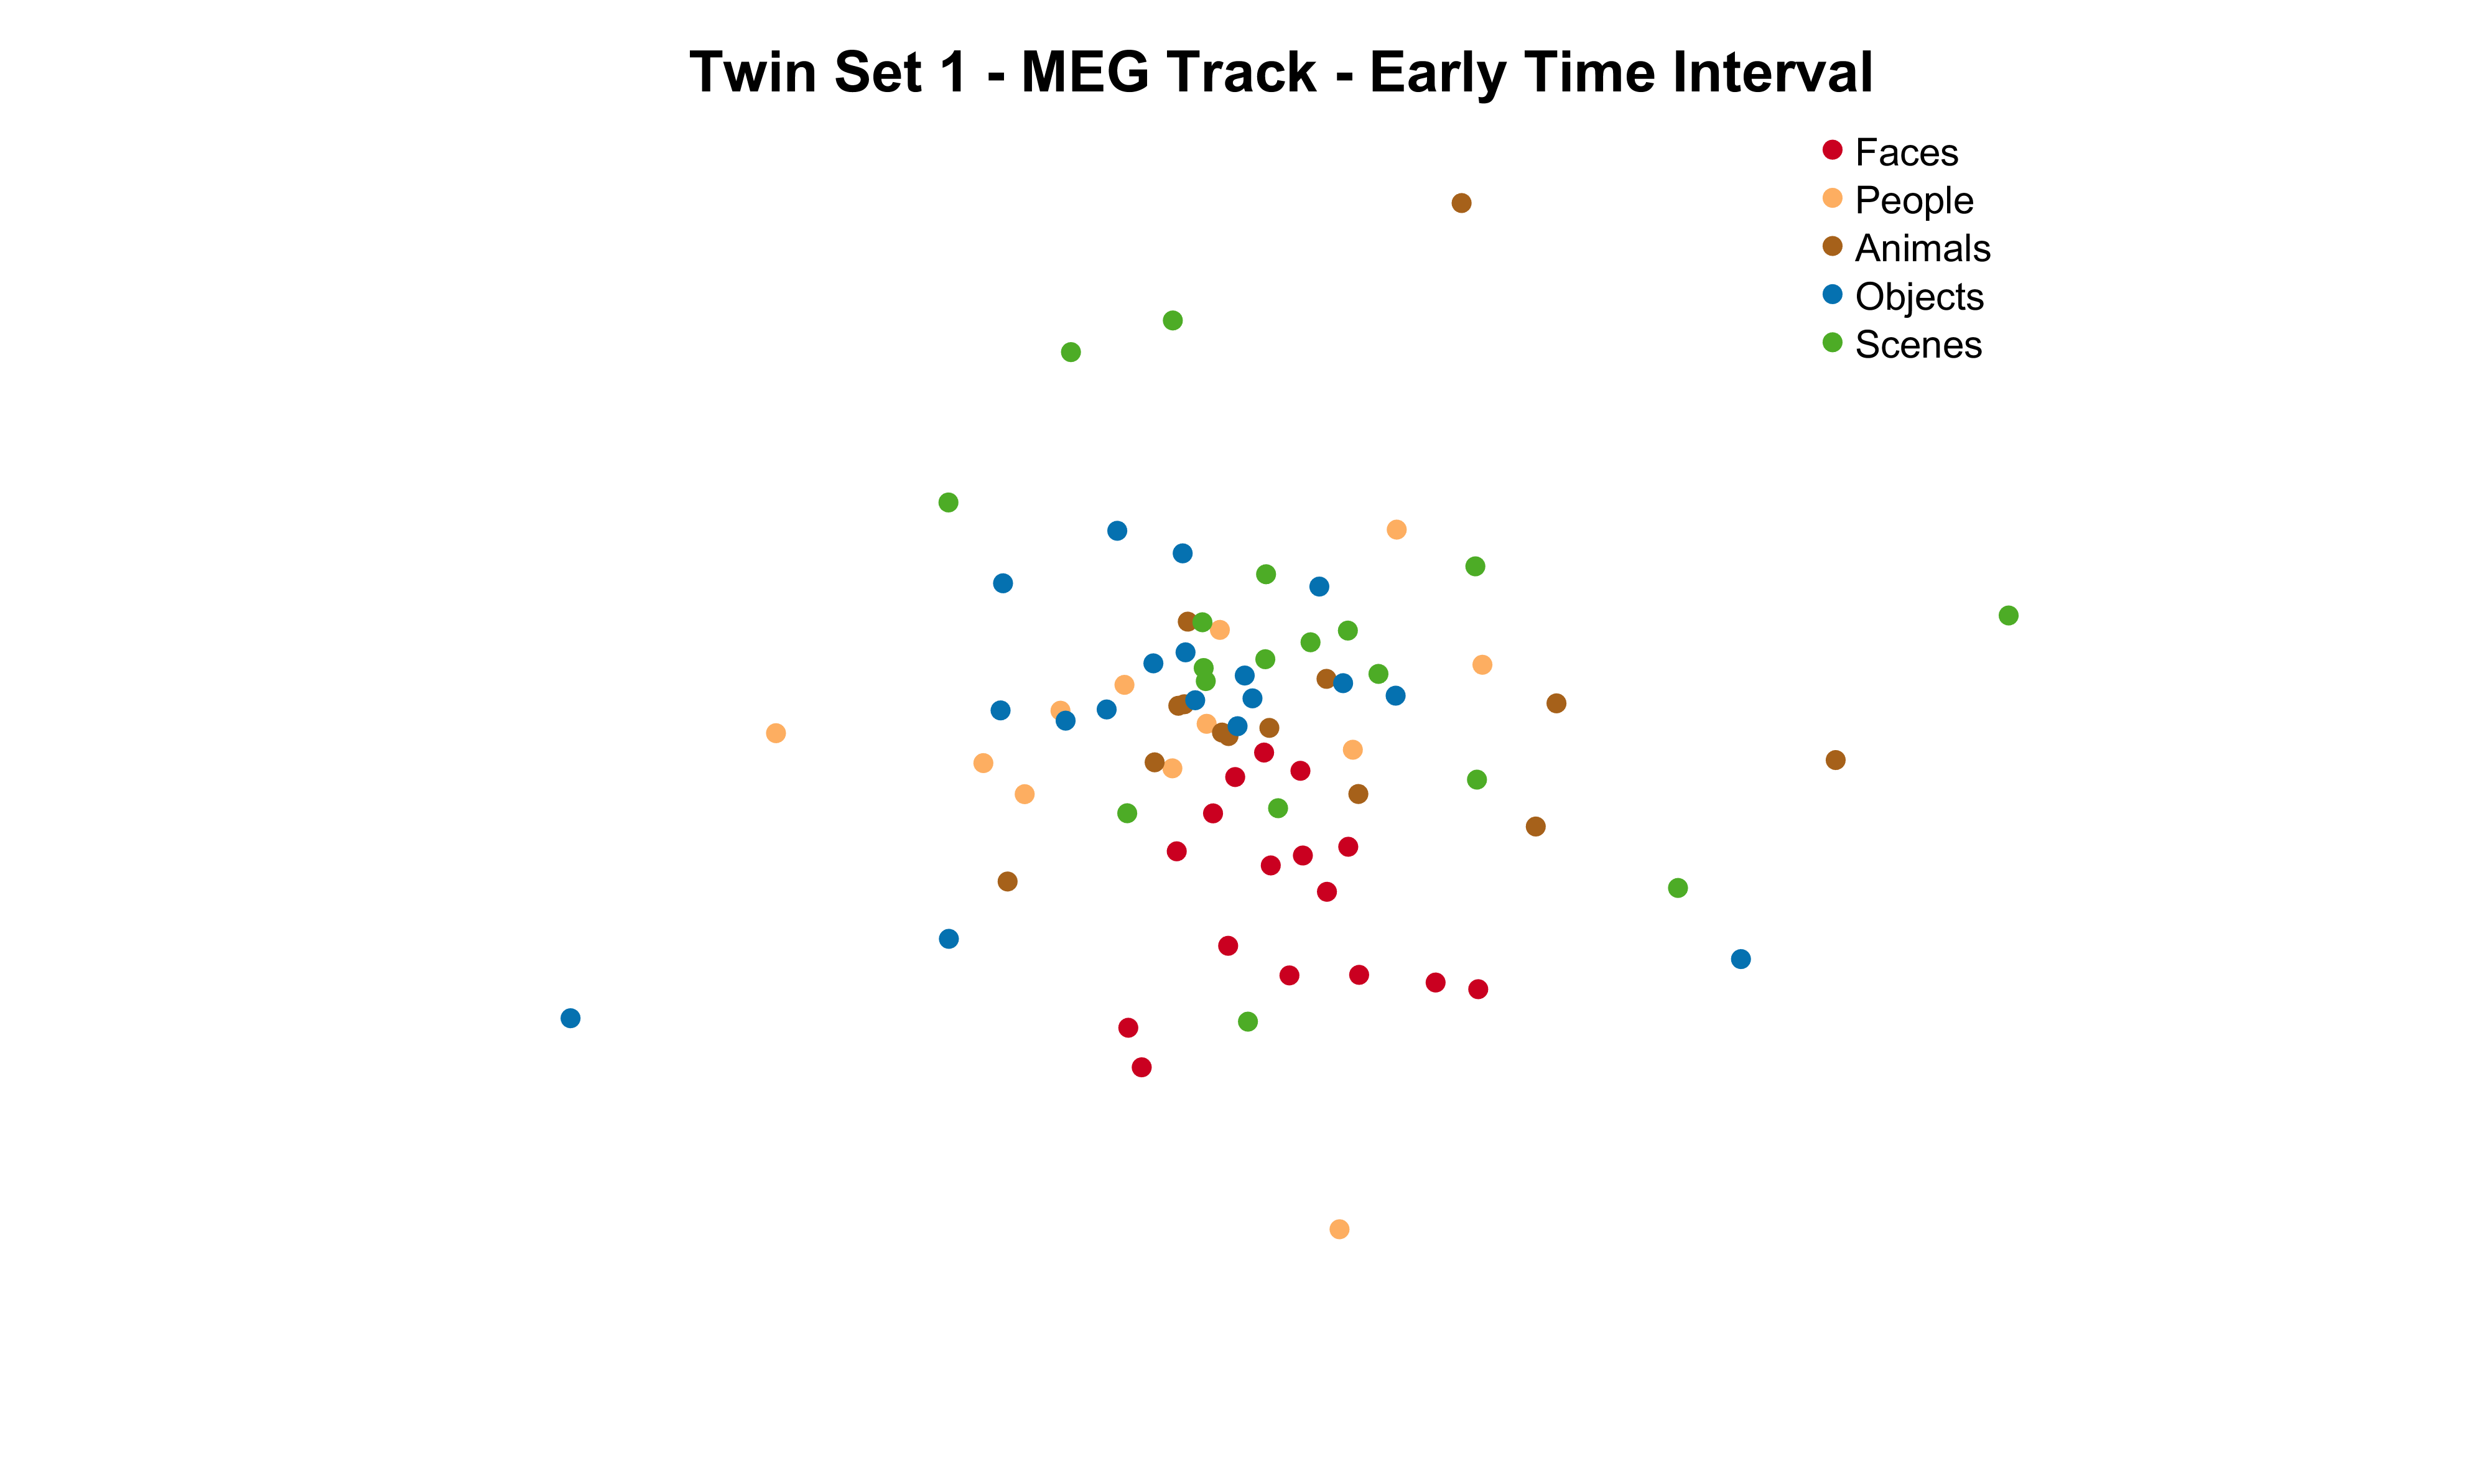 Twin Set 1 - MEG Track - Early Time Interval
Faces
People
Animals
Objects
Scenes